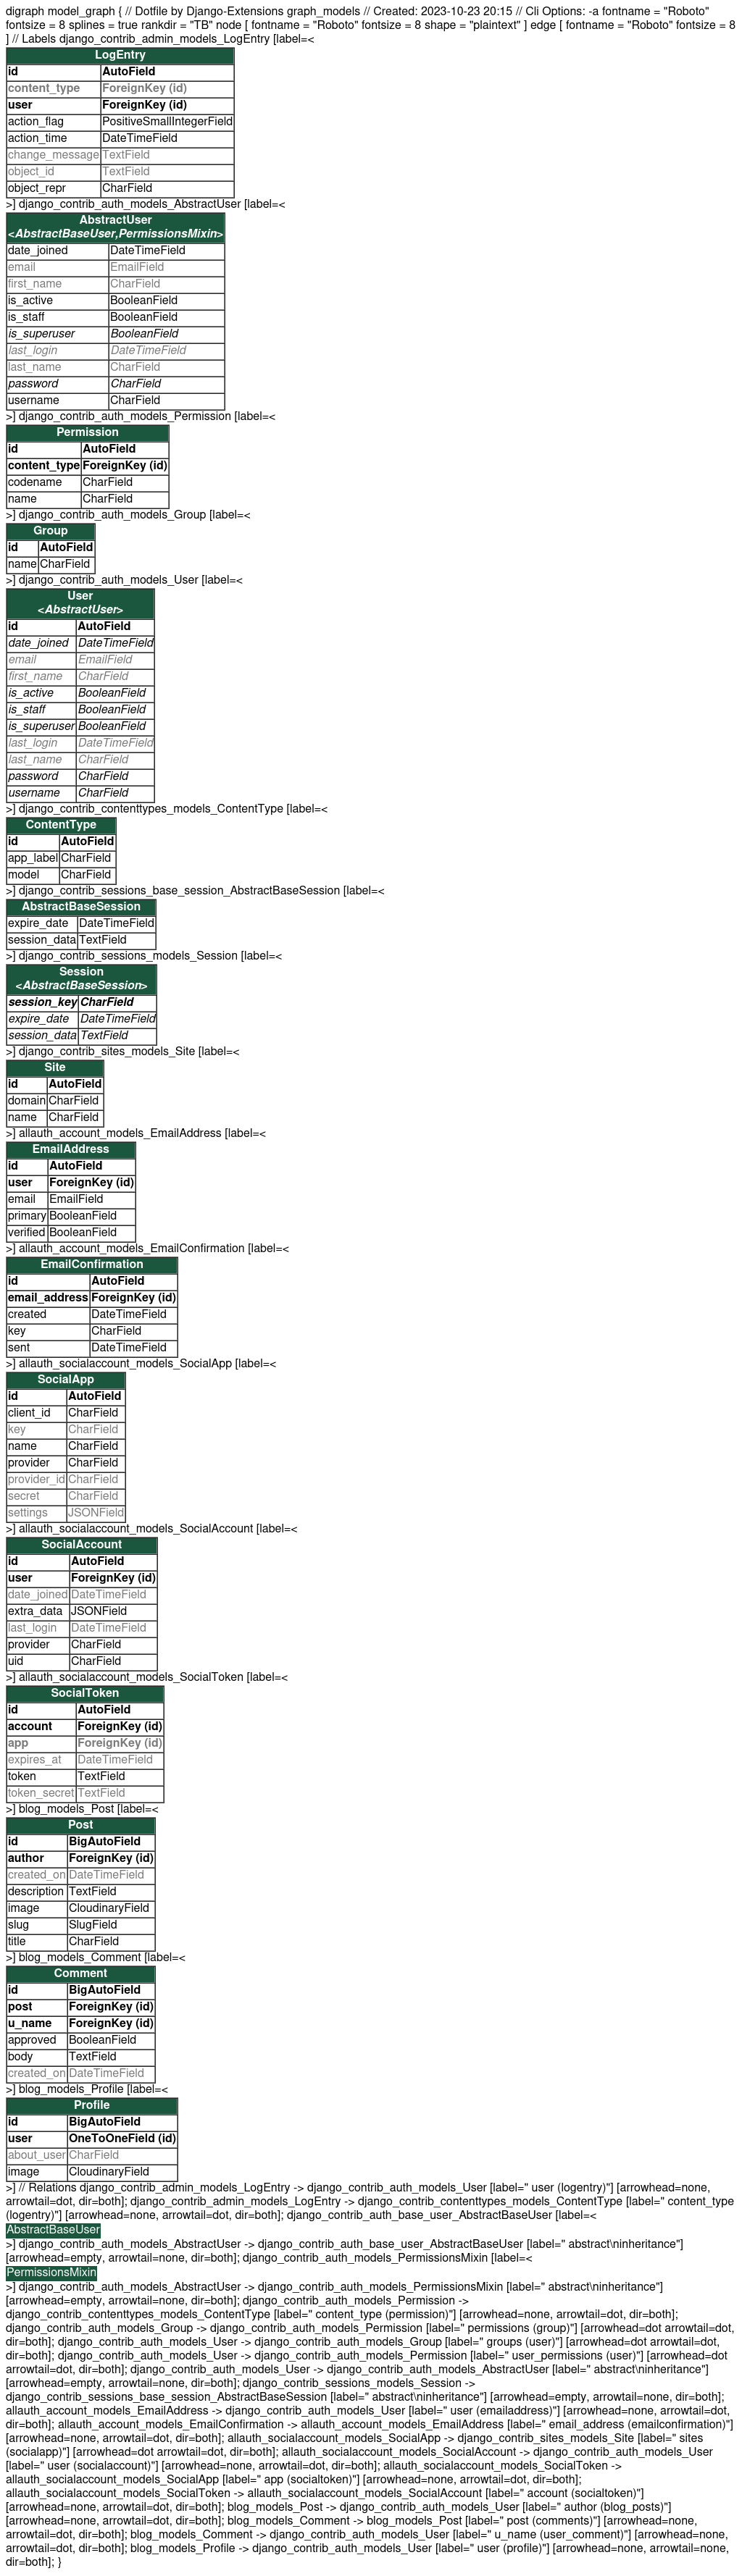 digraph model_graph { // Dotfile by Django-Extensions graph_models // Created: 2023-10-23 20:15 // Cli Options: -a fontname = "Roboto"
fontsize = 8 splines = true rankdir = "TB" node [ fontname = "Roboto" fontsize = 8 shape = "plaintext" ] edge [ fontname = "Roboto" fontsize = 8
] // Labels django_contrib_admin_models_LogEntry [label=<
LogEntry
id AutoField
content_type ForeignKey (id)
user ForeignKey (id)
action_flag PositiveSmallIntegerField
action_time DateTimeField
change_message TextField
object_id TextField
object_repr CharField
>] django_contrib_auth_models_AbstractUser [label=<
AbstractUser
<AbstractBaseUser,PermissionsMixin>
date_joined DateTimeField
email EmailField
first_name CharField
is_active BooleanField
is_staff BooleanField
is_superuser BooleanField
last_login DateTimeField
last_name CharField
password CharField
username CharField
>] django_contrib_auth_models_Permission [label=<
Permission
id AutoField
content_type ForeignKey (id)
codename CharField
name CharField
>] django_contrib_auth_models_Group [label=<
Group
id AutoField
name CharField
>] django_contrib_auth_models_User [label=<
User
<AbstractUser>
id AutoField
date_joined DateTimeField
email EmailField
first_name CharField
is_active BooleanField
is_staff BooleanField
is_superuser BooleanField
last_login DateTimeField
last_name CharField
password CharField
username CharField
>] django_contrib_contenttypes_models_ContentType [label=<
ContentType
id AutoField
app_label CharField
model CharField
>] django_contrib_sessions_base_session_AbstractBaseSession [label=<
AbstractBaseSession
expire_date DateTimeField
session_data TextField
>] django_contrib_sessions_models_Session [label=<
Session
<AbstractBaseSession>
session_key CharField
expire_date DateTimeField
session_data TextField
>] django_contrib_sites_models_Site [label=<
Site
id AutoField
domain CharField
name CharField
>] allauth_account_models_EmailAddress [label=<
EmailAddress
id AutoField
user ForeignKey (id)
email EmailField
primary BooleanField
verified BooleanField
>] allauth_account_models_EmailConfirmation [label=<
EmailConfirmation
id AutoField
email_address ForeignKey (id)
created DateTimeField
key CharField
sent DateTimeField
>] allauth_socialaccount_models_SocialApp [label=<
SocialApp
id AutoField
client_id CharField
key CharField
name CharField
provider CharField
provider_id CharField
secret CharField
settings JSONField
>] allauth_socialaccount_models_SocialAccount [label=<
SocialAccount
id AutoField
user ForeignKey (id)
date_joined DateTimeField
extra_data JSONField
last_login DateTimeField
provider CharField
uid CharField
>] allauth_socialaccount_models_SocialToken [label=<
SocialToken
id AutoField
account ForeignKey (id)
app ForeignKey (id)
expires_at DateTimeField
token TextField
token_secret TextField
>] blog_models_Post [label=<
Post
id BigAutoField
author ForeignKey (id)
created_on DateTimeField
description TextField
image CloudinaryField
slug SlugField
title CharField
>] blog_models_Comment [label=<
Comment
id BigAutoField
post ForeignKey (id)
u_name ForeignKey (id)
approved BooleanField
body TextField
created_on DateTimeField
>] blog_models_Profile [label=<
Profile
id BigAutoField
user OneToOneField (id)
about_user CharField
image CloudinaryField
>] // Relations django_contrib_admin_models_LogEntry -> django_contrib_auth_models_User [label=" user (logentry)"] [arrowhead=none,
arrowtail=dot, dir=both]; django_contrib_admin_models_LogEntry -> django_contrib_contenttypes_models_ContentType [label=" content_type
(logentry)"] [arrowhead=none, arrowtail=dot, dir=both]; django_contrib_auth_base_user_AbstractBaseUser [label=<
AbstractBaseUser
>] django_contrib_auth_models_AbstractUser -> django_contrib_auth_base_user_AbstractBaseUser [label=" abstract\ninheritance"]
[arrowhead=empty, arrowtail=none, dir=both]; django_contrib_auth_models_PermissionsMixin [label=<
PermissionsMixin
>] django_contrib_auth_models_AbstractUser -> django_contrib_auth_models_PermissionsMixin [label=" abstract\ninheritance"]
[arrowhead=empty, arrowtail=none, dir=both]; django_contrib_auth_models_Permission ->
django_contrib_contenttypes_models_ContentType [label=" content_type (permission)"] [arrowhead=none, arrowtail=dot, dir=both];
django_contrib_auth_models_Group -> django_contrib_auth_models_Permission [label=" permissions (group)"] [arrowhead=dot arrowtail=dot,
dir=both]; django_contrib_auth_models_User -> django_contrib_auth_models_Group [label=" groups (user)"] [arrowhead=dot arrowtail=dot,
dir=both]; django_contrib_auth_models_User -> django_contrib_auth_models_Permission [label=" user_permissions (user)"] [arrowhead=dot
arrowtail=dot, dir=both]; django_contrib_auth_models_User -> django_contrib_auth_models_AbstractUser [label=" abstract\ninheritance"]
[arrowhead=empty, arrowtail=none, dir=both]; django_contrib_sessions_models_Session ->
django_contrib_sessions_base_session_AbstractBaseSession [label=" abstract\ninheritance"] [arrowhead=empty, arrowtail=none, dir=both];
allauth_account_models_EmailAddress -> django_contrib_auth_models_User [label=" user (emailaddress)"] [arrowhead=none, arrowtail=dot,
dir=both]; allauth_account_models_EmailConfirmation -> allauth_account_models_EmailAddress [label=" email_address (emailconfirmation)"]
[arrowhead=none, arrowtail=dot, dir=both]; allauth_socialaccount_models_SocialApp -> django_contrib_sites_models_Site [label=" sites
(socialapp)"] [arrowhead=dot arrowtail=dot, dir=both]; allauth_socialaccount_models_SocialAccount -> django_contrib_auth_models_User
[label=" user (socialaccount)"] [arrowhead=none, arrowtail=dot, dir=both]; allauth_socialaccount_models_SocialToken ->
allauth_socialaccount_models_SocialApp [label=" app (socialtoken)"] [arrowhead=none, arrowtail=dot, dir=both];
allauth_socialaccount_models_SocialToken -> allauth_socialaccount_models_SocialAccount [label=" account (socialtoken)"]
[arrowhead=none, arrowtail=dot, dir=both]; blog_models_Post -> django_contrib_auth_models_User [label=" author (blog_posts)"]
[arrowhead=none, arrowtail=dot, dir=both]; blog_models_Comment -> blog_models_Post [label=" post (comments)"] [arrowhead=none,
arrowtail=dot, dir=both]; blog_models_Comment -> django_contrib_auth_models_User [label=" u_name (user_comment)"] [arrowhead=none,
arrowtail=dot, dir=both]; blog_models_Profile -> django_contrib_auth_models_User [label=" user (profile)"] [arrowhead=none, arrowtail=none,
dir=both]; }